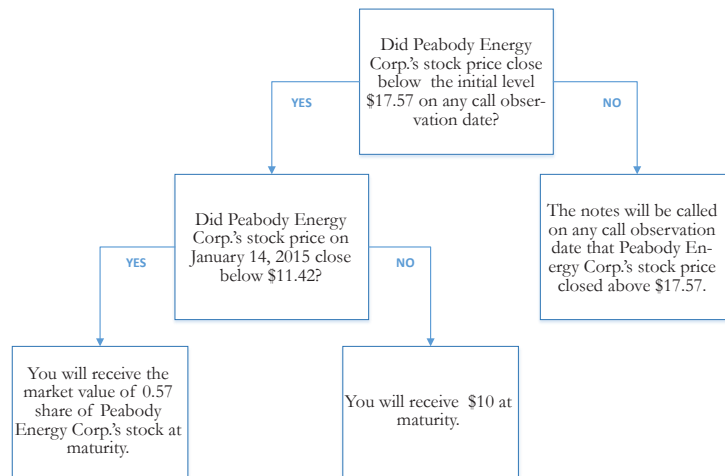 Did Peabody Energy
Corp.'s stock price close
below the initial level
$17.57 on any call obser-
vation date?
YES
NO
Did Peabody Energy
Corp.'s stock price on
January 14, 2015 close
below $11.42?
The notes will be called
on any call observation
date that Peabody En-
ergy Corp.'s stock price
closed above $17.57.
YES
NO
You will receive the
market value of 0.57
share of Peabody
Energy Corp.'s stock at
maturity.
You will receive $10 at
maturity.